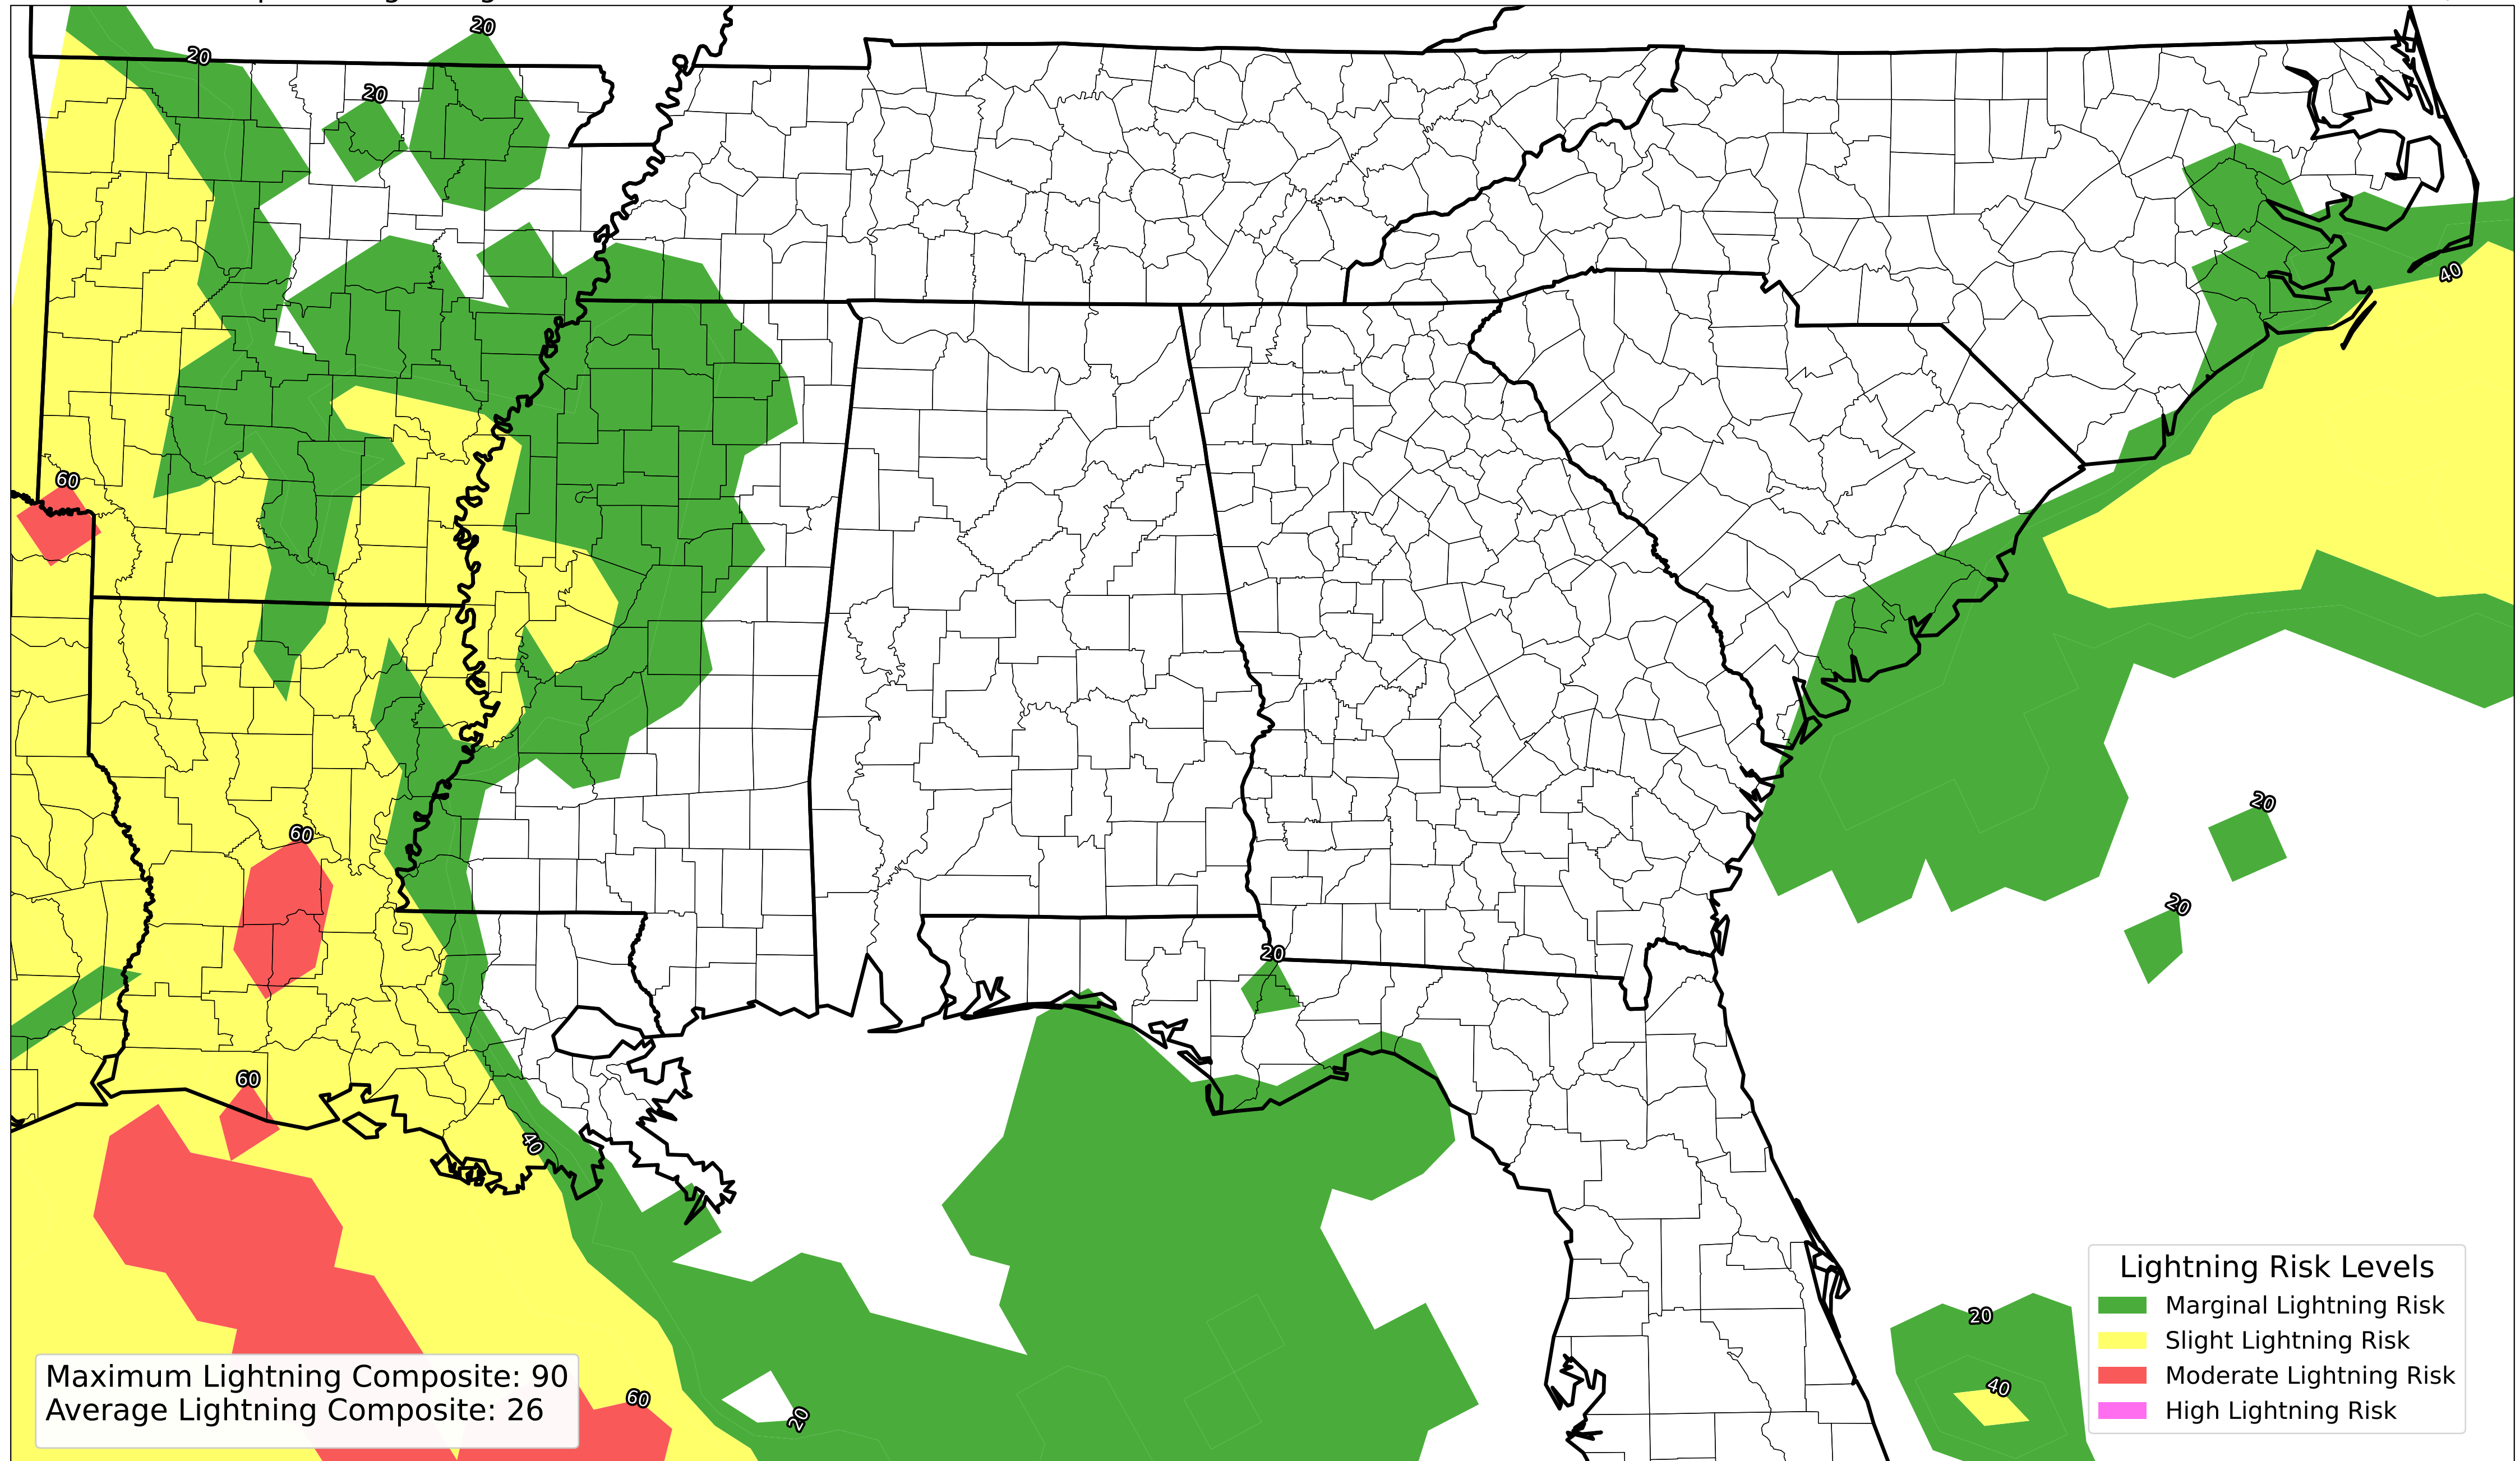 20
20
20
40
60
60
20
20
20
60
40
20
40
60
20
Lightning Risk Levels
Marginal Lightning Risk
Slight Lightning Risk
Moderate Lightning Risk
High Lightning Risk
Maximum Lightning Composite: 90
Average Lightning Composite: 26